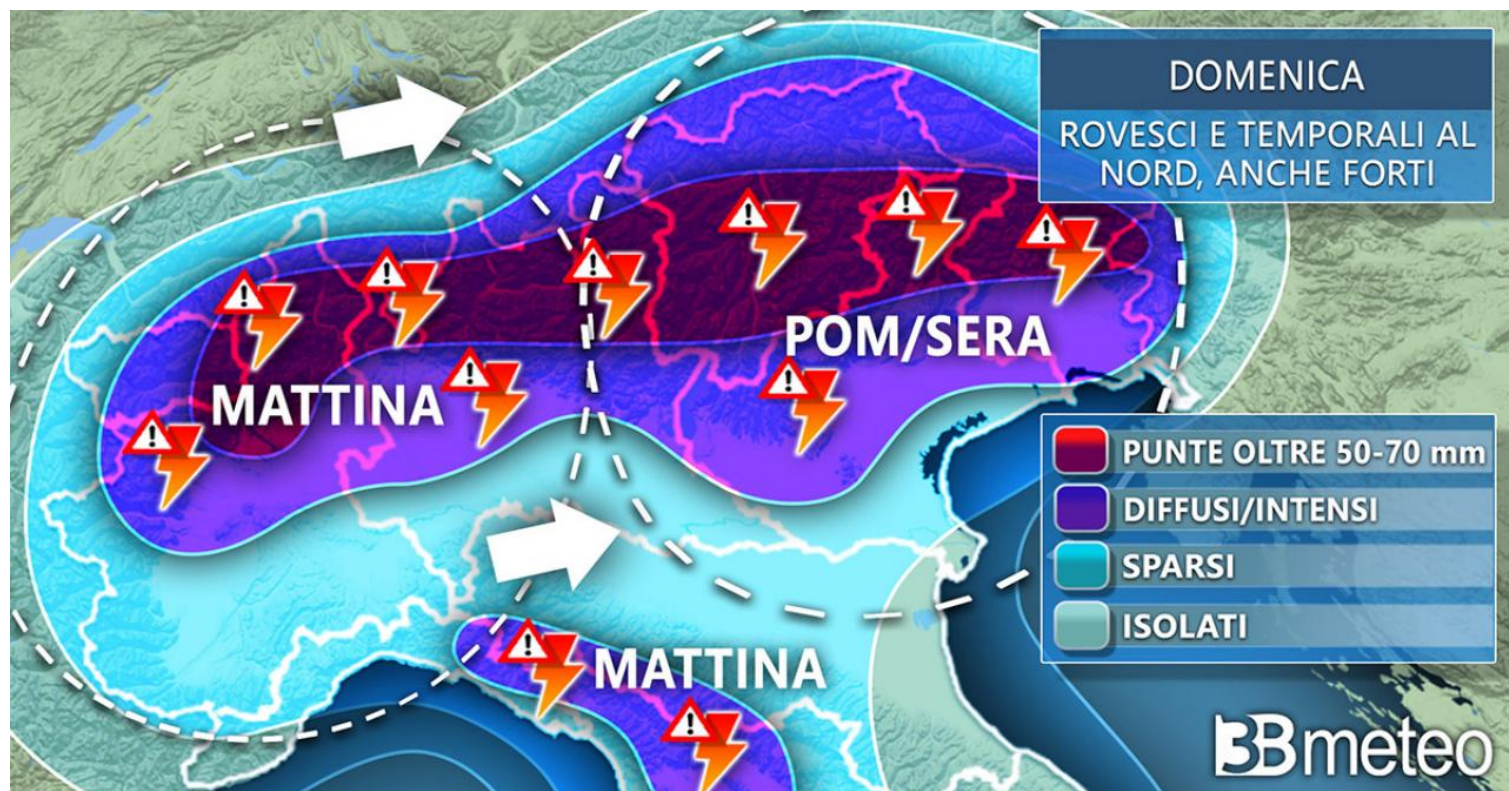 DOMENICA
ROVESCI E TEMPORALI AL
NORD, ANCHE FORTI
POM/SERA
MATTINA
MATTINA
PUNTE OLTRE 50-70 mm
DIFFUSI/INTENSI
SPARSI
ISOLATI
3Bmeteo